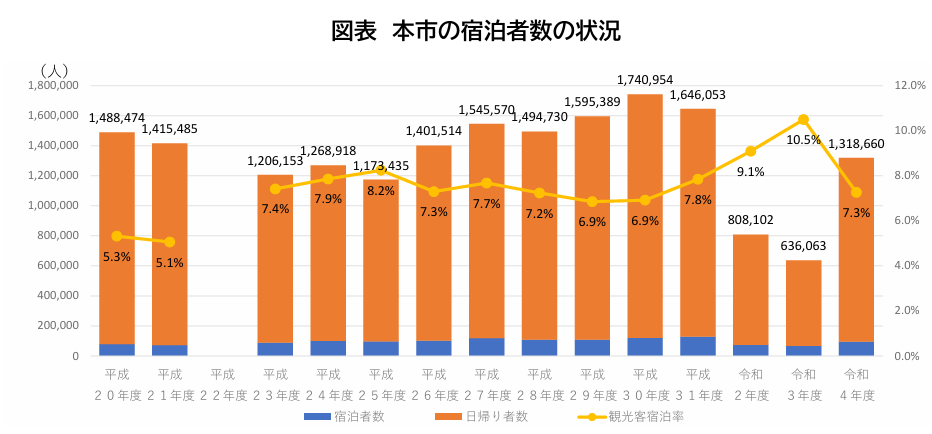 図表 本市の宿泊者数の状況
（人）
1,800,000
1,600,000
1,400,000
1,200,000
1,000,000
800,000
600,000
400,000
200,000
0
12.0%
10.0%
8.0%
6.0%
4.0%
2.0%
0.0%
1,488,474
1,415,485
1,206,153
1,268,918
1,173,435
1,401,514
1,545,570
1,494,730
1,595,389
1,740,954
1,646,053
808,102
636,063
1,318,660
5.3%
5.1%
7.4%
7.9%
8.2%
7.3%
7.7%
7.2%
6.9%
6.9%
7.8%
9.1%
10.5%
7.3%
平成
２０年度
平成
２１年度
平成
２２年度
平成
２３年度
平成
２４年度
平成
２５年度
平成
２６年度
平成
２７年度
平成
２８年度
平成
２９年度
平成
３０年度
平成
３１年度
令和
２年度
令和
３年度
令和
４年度
宿泊者数
日帰り者数
観光客宿泊率